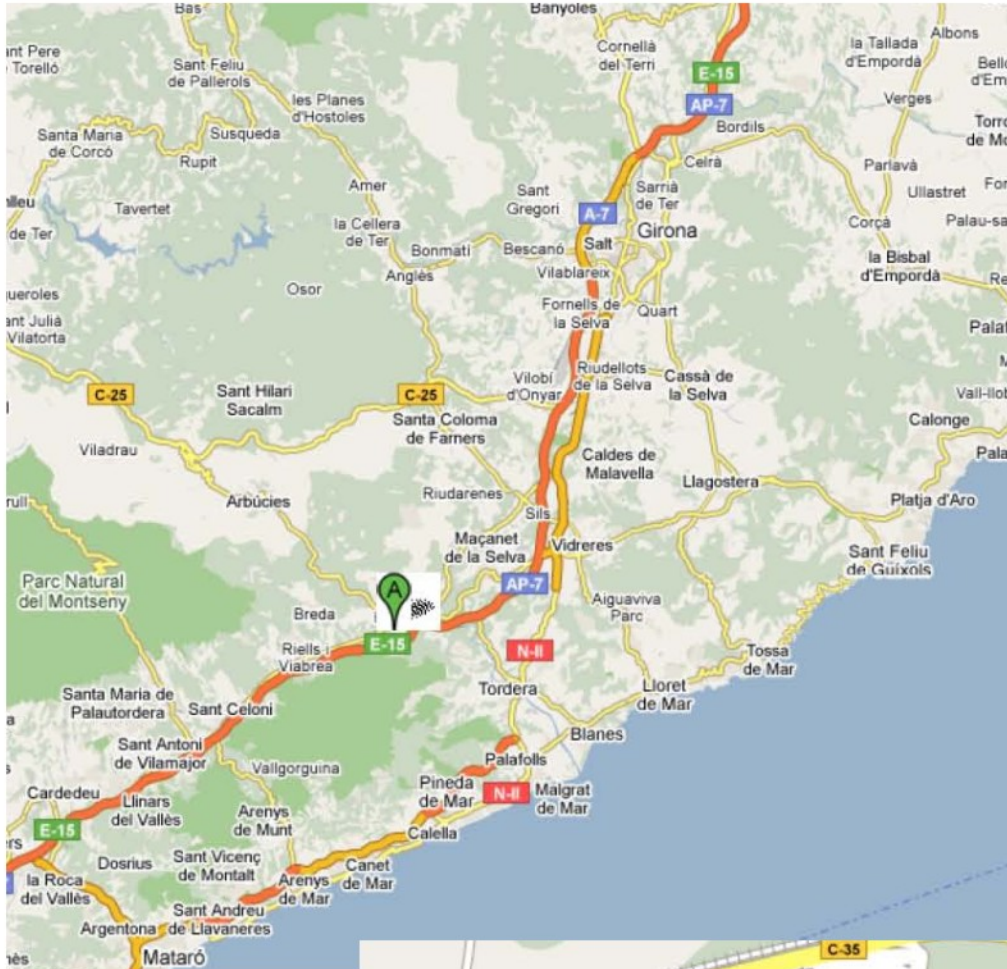 Bas
Banyoles
Sant Pere
Torelló
Sant Feliu
de Pallerols
Cornellà
del Terri
E-15
la Tallada
d'Empordà
Albons
AP-7
Verges
les Planes
d'Hostoles
Santa Maria
de Corcó
Susqueda
Rupit
Bordils
Celrà
Parlavà
Amer
Sant
Gregori
Sarrià
de Ter
Ullastret
Tavertet
de Ter
la Cellera
de Ter
A-7
Girona
Corçà
Bonmatí
Bescanó
Salt
la Bisbal
d'Empordà
Anglès
Vilablareix
Osor
Fornells de
la Selva
Quart
Vilatorta
Riudellots
de la Selva
Cassà de
la Selva
C-25
Sant Hilari
Sacalm
C-25
Vilobí
d'Onyar
Santa Coloma
de Farners
Calonge
Viladrau
Caldes de
Malavella
Llagostera
Arbúcies
Riudarenes
Platja d'Aro
Sils
Maçanet
de la Selva
Vidreres
Sant Feliu
de Guíxols
Parc Natural
del Montseny
A
AP-7
Breda
Aiguaviva
Parc
E-15
Riells i
Viabrea
N-II
Tossa
de Mar
Santa Maria de
Palautordera
Sant Celoni
Tordera
Lloret
de Mar
Blanes
Sant Antoni
de Vilamajor
Vallgorguina
Palafolls
Pineda
de Mar
N-II
Malgrat
de Mar
Cardedeu
Llinars
del Vallès
Arenys
de Munt
Calella
E-15
Dosrius
Sant Vicenç
de Montalt
Canet
de Mar
la Roca
del Vallès
Arenys
de Mar
Sant Andreu
de Llavaneres
Argentona
Mataró
C-35